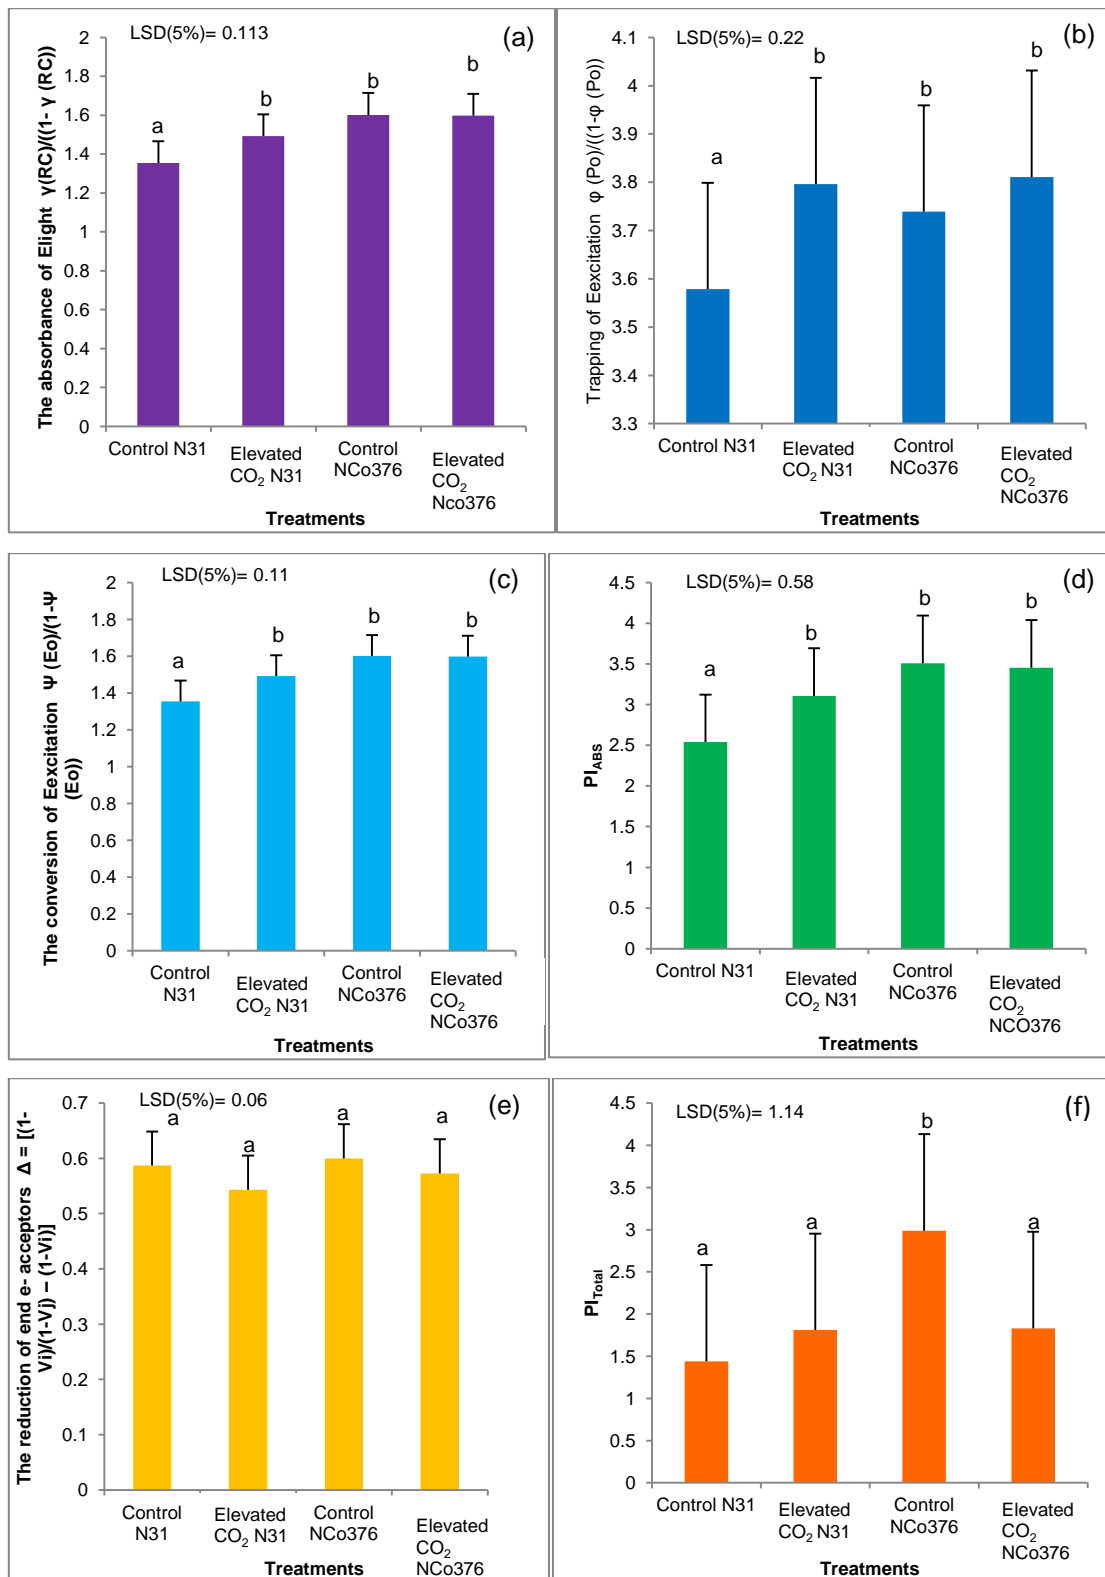 LSD(5%)= 0.113
(a)
The absorbance of Elight γ(RC)/((1- γ (RC))
2
1.8
1.6
1.4
1.2
1
0.8
0.6
0.4
0.2
0
a
b
b
b
Control N31
Elevated
CO₂ N31
Control
NCo376
Elevated
CO₂
Nco376
Treatments
LSD(5%)= 0.22
(b)
Trapping of Eexcitation φ (Po)/((1-φ (Po))
4.1
4
3.9
3.8
3.7
3.6
3.5
3.4
3.3
a
b
b
b
Control N31
Elevated
CO₂ N31
Control
NCo376
Elevated
CO₂
NCo376
Treatments
LSD(5%)= 0.11
(c)
The conversion of Eexcitation Ψ (Eo)/(1-Ψ
(Eo))
2
1.8
1.6
1.4
1.2
1
0.8
0.6
0.4
0.2
0
a
b
b
b
Control
N31
Elevated
CO₂ N31
Control
NCo376
Elevated
CO₂
NCo376
Treatments
LSD(5%)= 0.58
(d)
PI_ABS
4.5
4
3.5
3
2.5
2
1.5
1
0.5
0
a
b
b
b
Control N31
Elevated
CO₂ N31
Control
NCo376
Elevated
CO₂
NCO376
Treatments
LSD(5%)= 0.06
(e)
The reduction of end e- acceptors Δ = [(1-
Vi)/(1-Vj) – (1-Vi)]
0.7
0.6
0.5
0.4
0.3
0.2
0.1
0
a
a
a
a
Control
N31
Elevated
CO₂ N31
Control
NCo376
Elevated
CO₂
NCo376
Treatments
LSD(5%)= 1.14
(f)
PI_Total
4.5
4
3.5
3
2.5
2
1.5
1
0.5
0
a
a
b
a
Control N31
Elevated
CO₂ N31
Control
NCo376
Elevated
CO₂
NCo376
Treatments